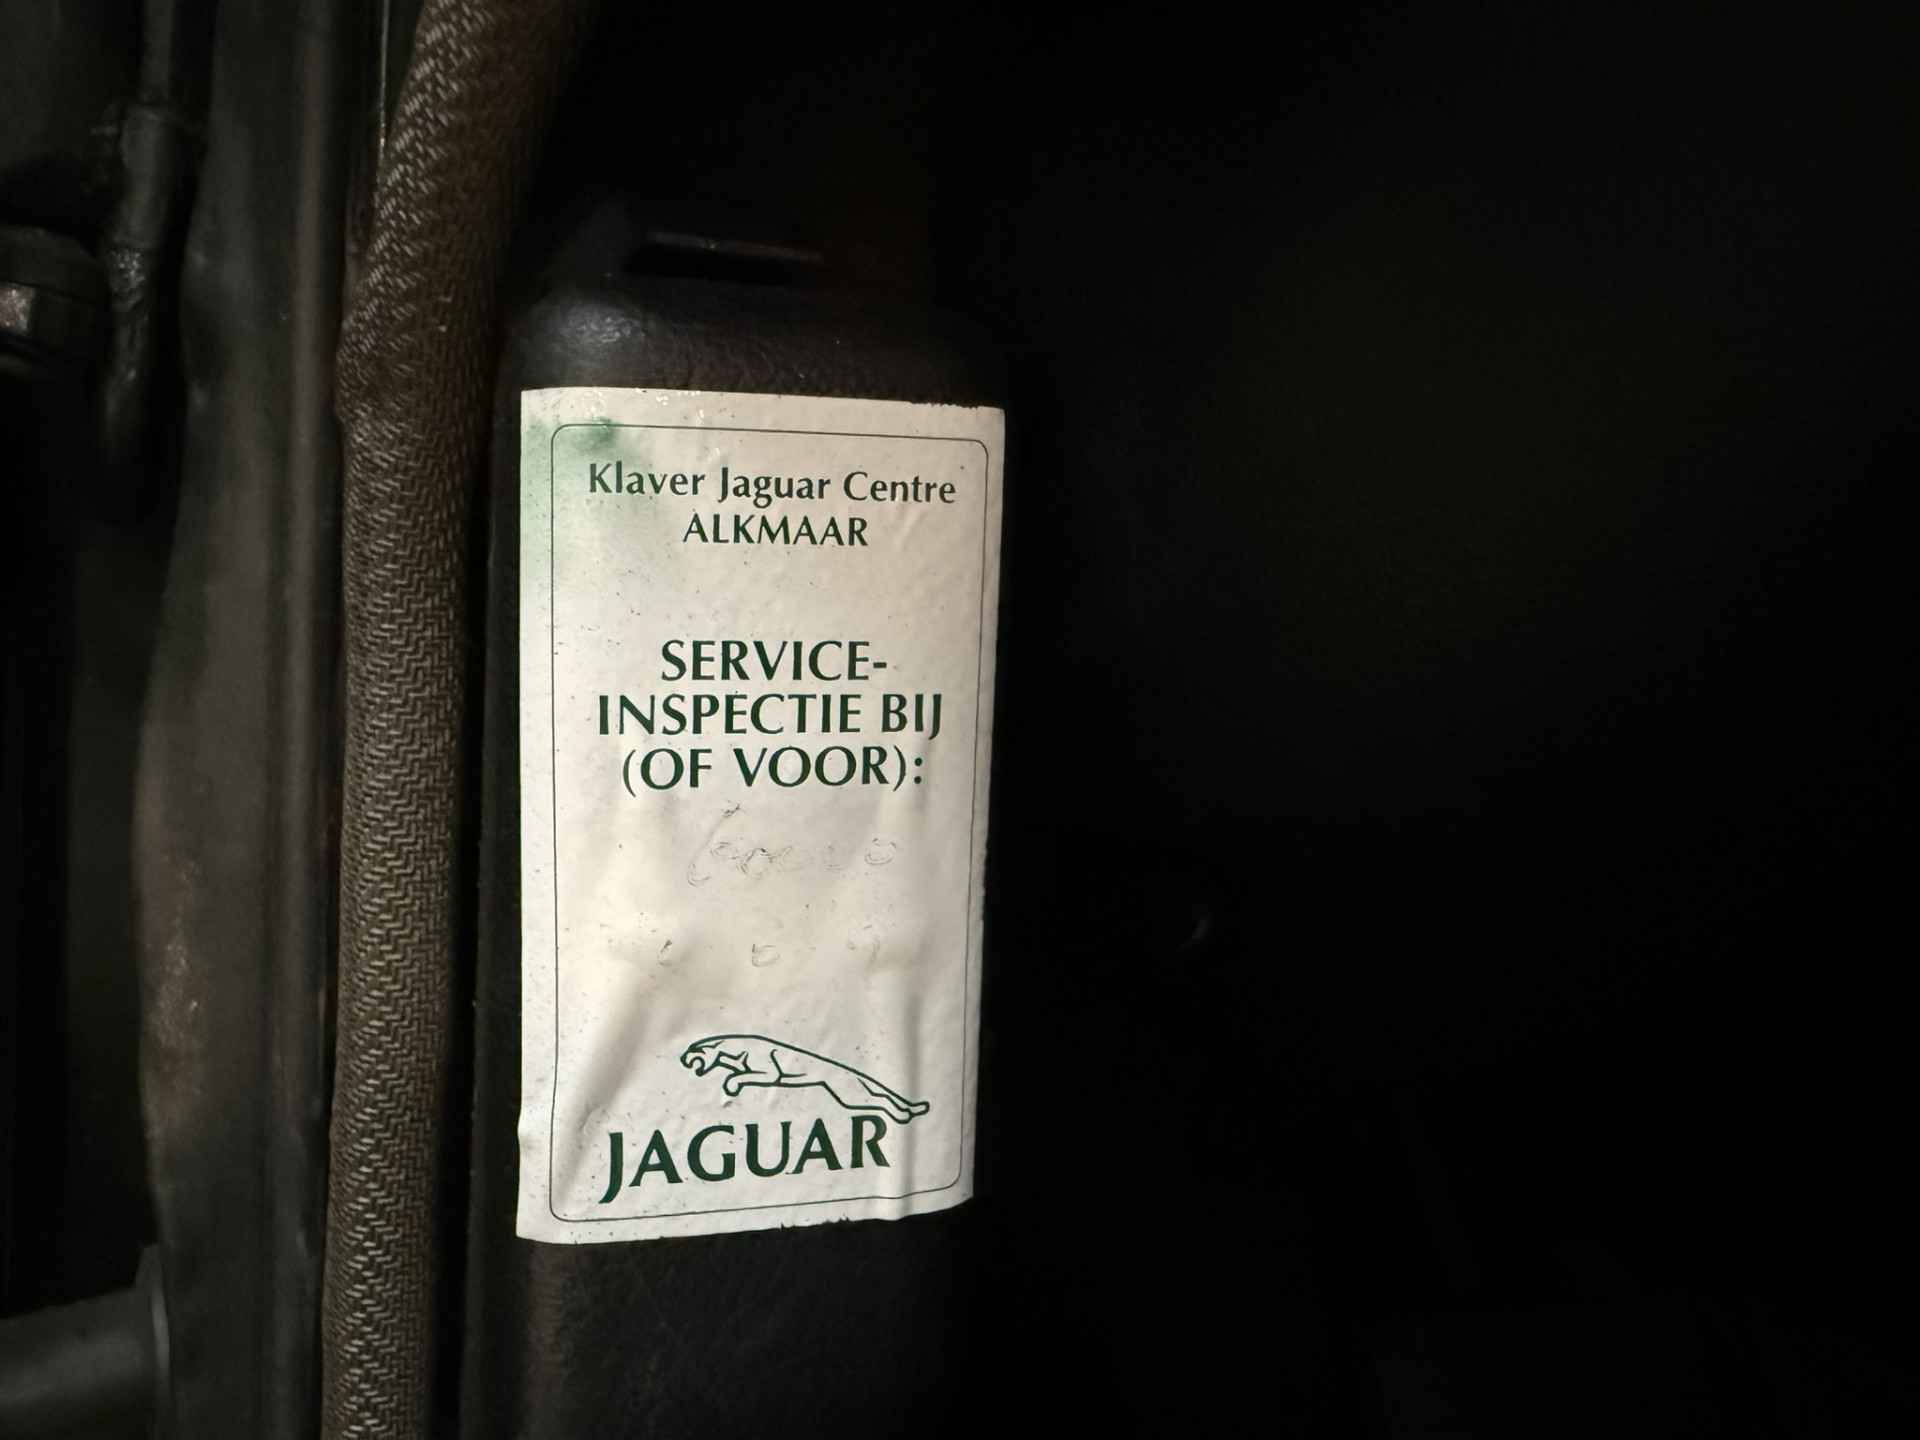 Klaver Jaguar Centre
ALKMAAR
SERVICE-
INSPECTIE BIJ
(OF VOOR):
JAGUAR